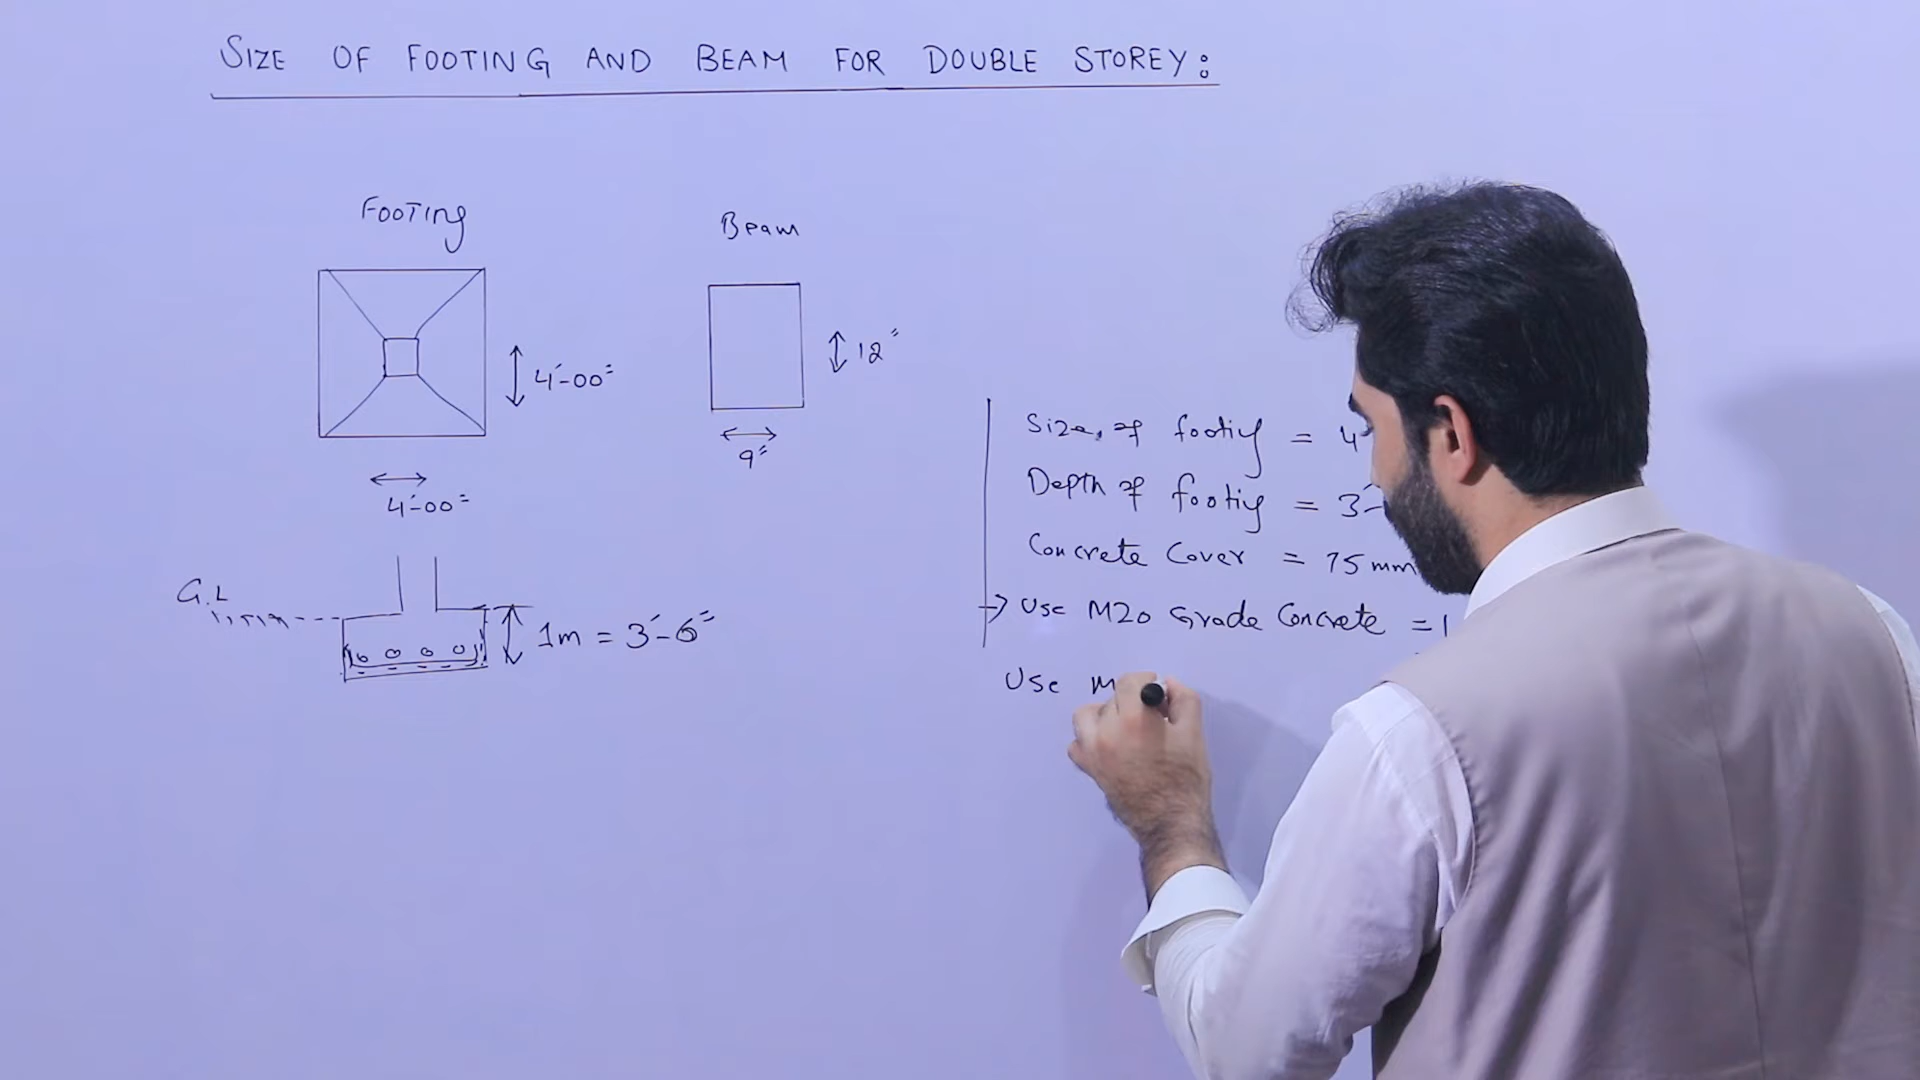 SIZE OF FOOTING AND BEAM FOR DOUBLE STOREY:
FOOTING
4'-00"
4'-00"
Beam
12"
9"
G.L
1m = 3'-6"
Size of footing = 4
Depth of footing = 3'-
Concrete Cover = 75mm
→ Use M20 Grade Concrete = 1
Use M